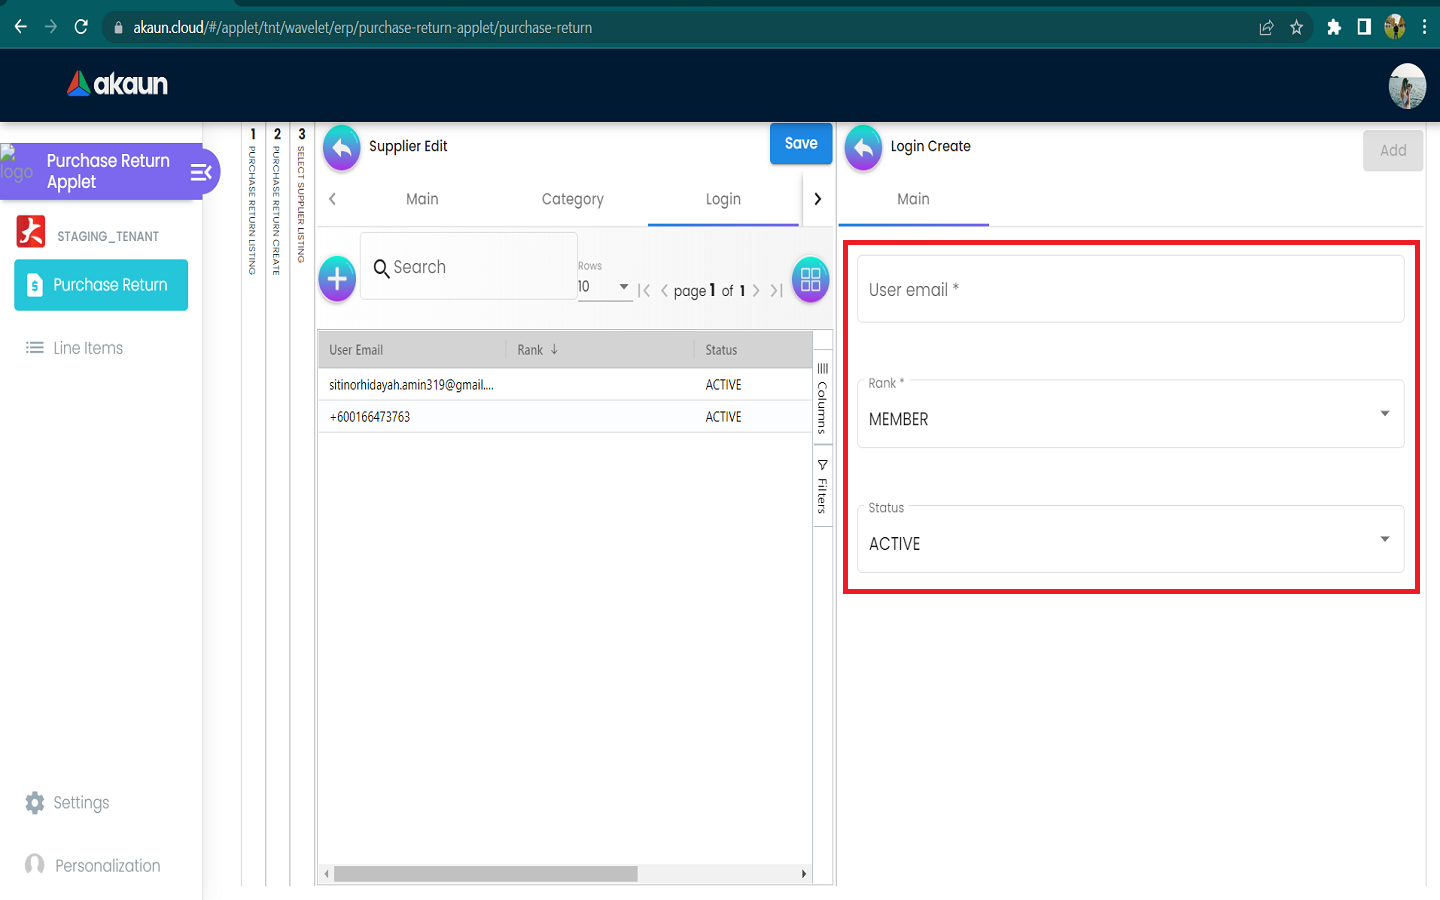 akaun.cloud/#/applet/tnt/wavelet/erp/purchase-return-applet/purchase-return
akaun
logo
Purchase Return
Applet
STAGING_TENANT
Purchase Return
Line Items
Settings
Personalization
1 PURCHASE RETURN LISTING
2 PURCHASE RETURN CREATE
3 SELECT SUPPLIER LISTING
Supplier Edit
Save
Main
Category
Login
Search
Rows
10
page 1 of 1
User Email
Rank
Status
sitinorhidayah.amin319@gmail....
ACTIVE
+600166473763
ACTIVE
Columns
Filters
Login Create
Add
Main
User email *
Rank *
MEMBER
Status
ACTIVE